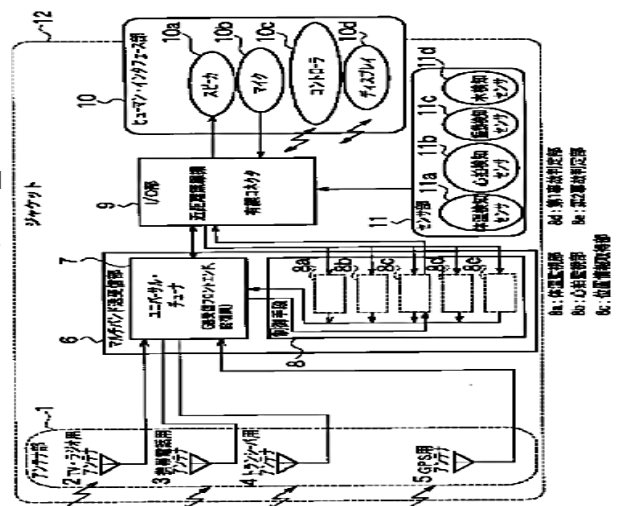 12
ジャケット
1
アンテナ部
2 TV・ラジオ用
アンテナ
3 携帯電話用
アンテナ
4 トランシーバ用
アンテナ
5 GPS用
アンテナ
6
マルチバンド送受信部
7
ユニバーサル・
チューナ
(送受信フロントエンド
8
制御手段
8a
8b
8c
8d
8e
9
I/O部
近距離無線
有線コネクタ
10
ヒューマン・インタフェース部
10a
スピーカ
10b
マイク
10c
コントローラ
10d
ディスプレイ
11
センサ部
11a
体温検知
センサ
11b
心拍検知
センサ
11c
センサ
11d
水検知
センサ
8a:体温監視部
8b:心拍監視部
8c:位置情報取得部
8d:第1事故判定部
8e:第2事故判定部